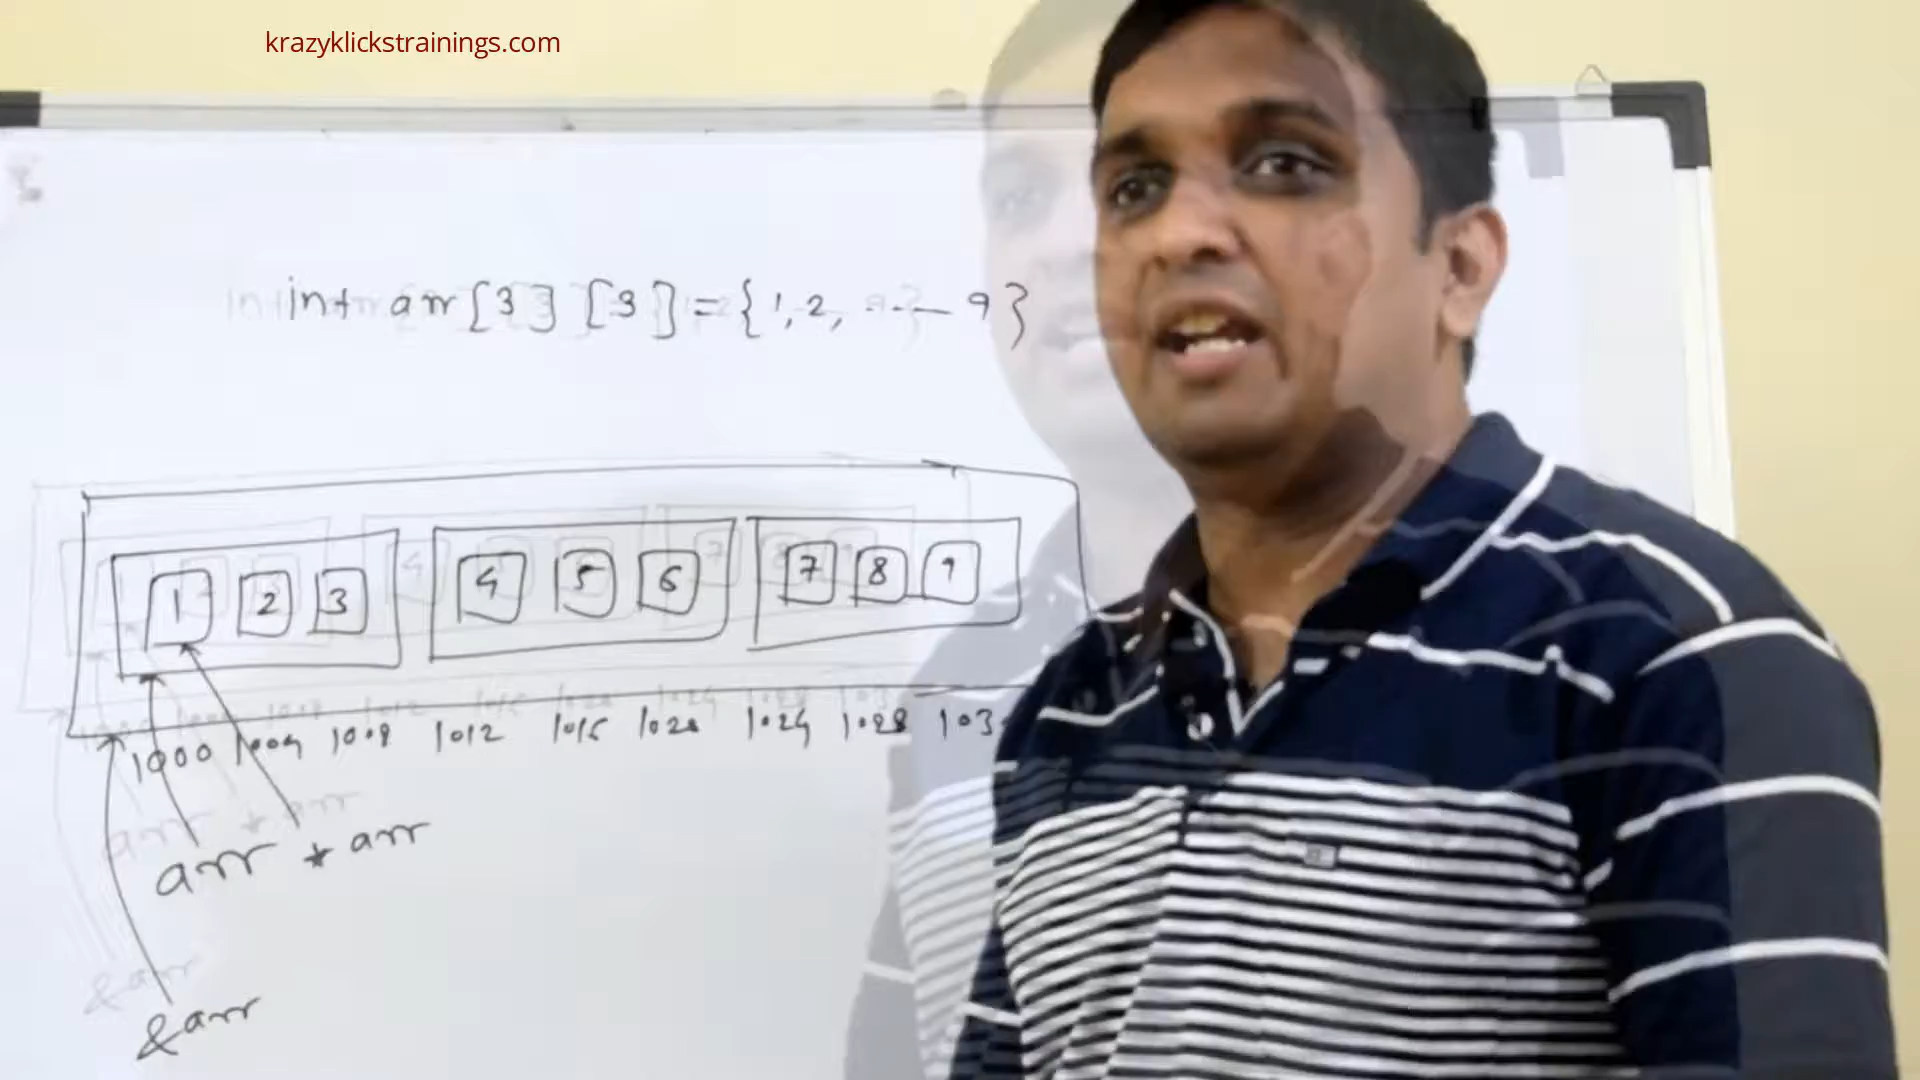 krazyklickstrainings.com
int arr[3][3]={1,2, ---- 9}
1 2 3 4 5 6 7 8 9
1000 1004 1008 1012 1016 1020 1024 1028 103
arr *arr
&arr